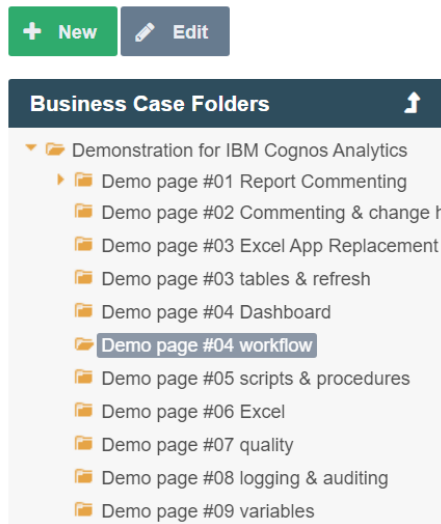 New Edit
Business Case Folders
Demonstration for IBM Cognos Analytics
Demo page #01 Report Commenting
Demo page #02 Commenting & change
Demo page #03 Excel App Replacement
Demo page #03 tables & refresh
Demo page #04 Dashboard
Demo page #04 workflow
Demo page #05 scripts & procedures
Demo page #06 Excel
Demo page #07 quality
Demo page #08 logging & auditing
Demo page #09 variables